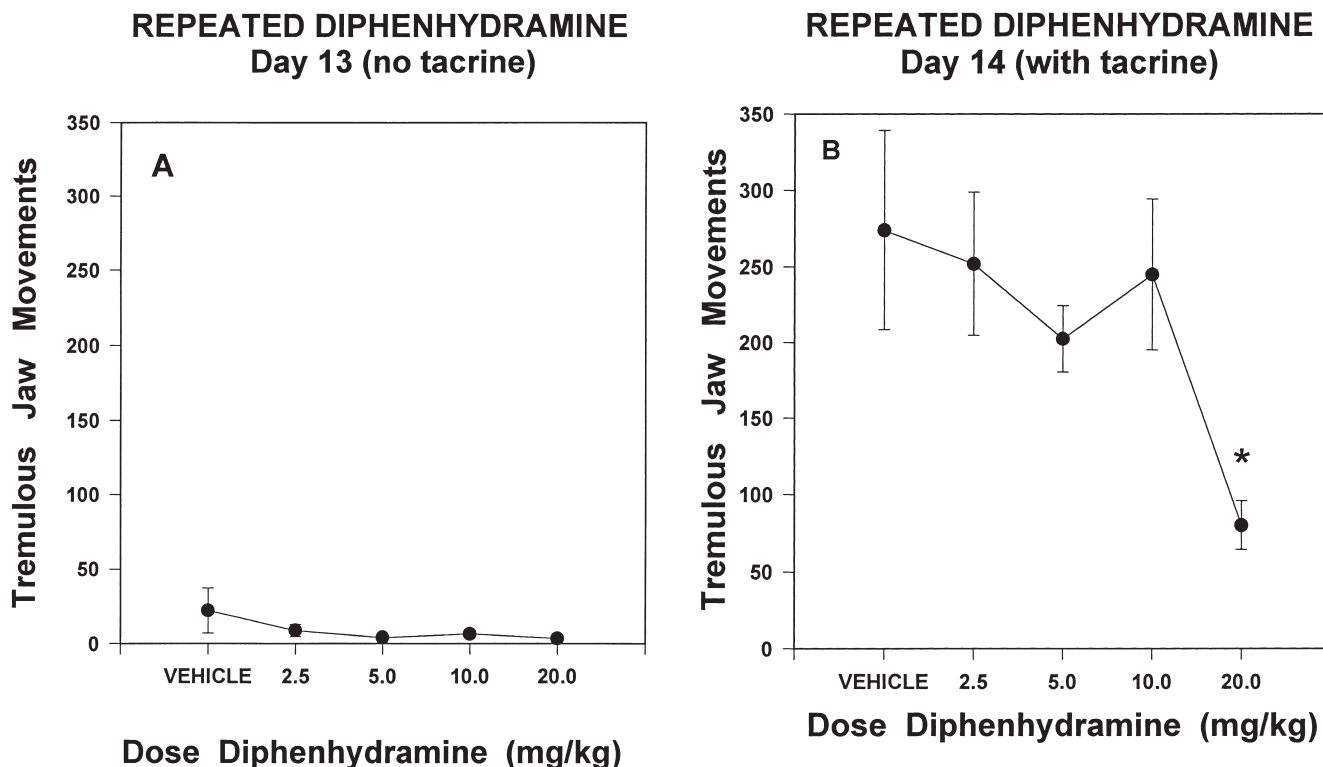 REPEATED DIPHENHYDRAMINE
Day 13 (no tacrine)
A
Tremulous Jaw Movements
350
300
250
200
150
100
50
0
VEHICLE 2.5 5.0 10.0 20.0
Dose Diphenhydramine (mg/kg)
REPEATED DIPHENHYDRAMINE
Day 14 (with tacrine)
B
Tremulous Jaw Movements
350
300
250
200
150
100
50
0
*
VEHICLE 2.5 5.0 10.0 20.0
Dose Diphenhydramine (mg/kg)